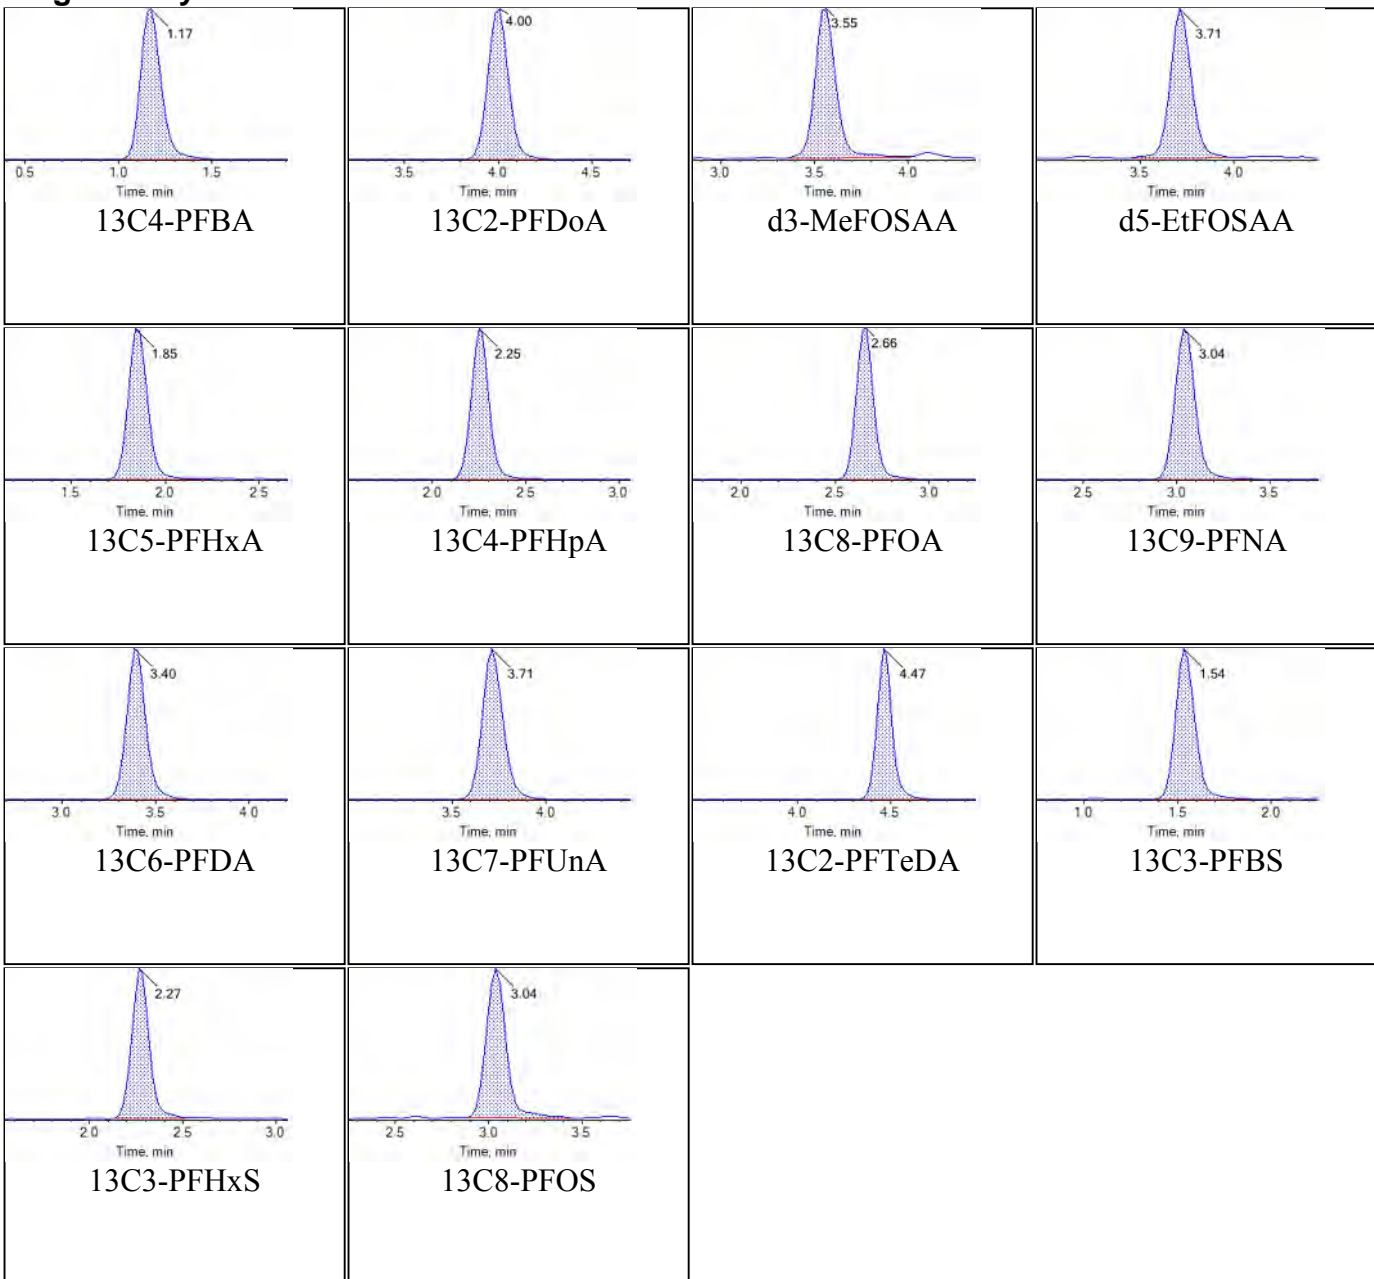 1.17
4.00
3.55
3.71
0.5 1.0 1.5
3.5 4.0 4.5
3.0 3.5 4.0
3.5 4.0
Time, min
Time, min
Time, min
Time, min
13C4-PFBA
13C2-PFDoA
d3-MeFOSAA
d5-EtFOSAA
1.85
2.25
2.66
3.04
1.5 2.0 2.5
2.0 2.5 3.0
2.0 2.5 3.0
2.5 3.0 3.5
Time, min
Time, min
Time, min
Time, min
13C5-PFHxA
13C4-PFHpA
13C8-PFOA
13C9-PFNA
3.40
3.71
4.47
1.54
3.0 3.5 4.0
3.5 4.0
4.0 4.5
1.0 1.5 2.0
Time, min
Time, min
Time, min
Time, min
13C6-PFDA
13C7-PFUnA
13C2-PFTeDA
13C3-PFBS
2.27
3.04
2.0 2.5 3.0
2.5 3.0 3.5
Time, min
Time, min
13C3-PFHxS
13C8-PFOS